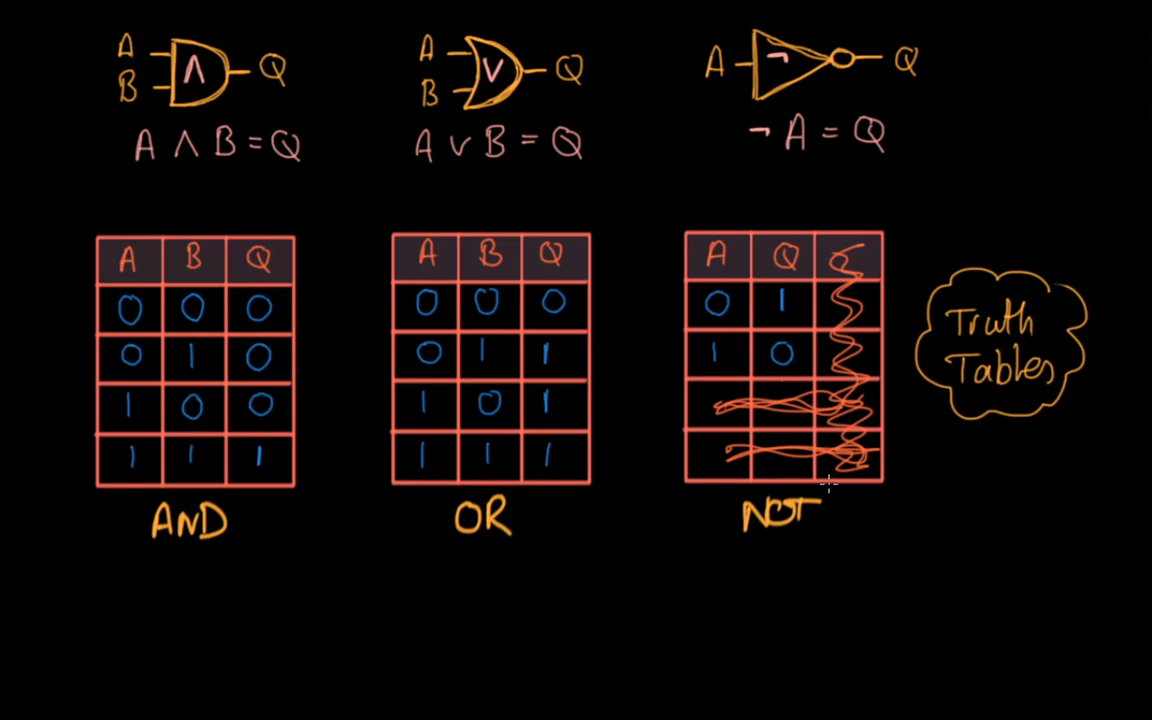 A
B
∧
Q
A ∧ B = Q
A
B
∨
Q
A ∨ B = Q
A
¬
Q
¬ A = Q
A B Q
0 0 0
0 1 0
1 0 0
1 1 1
AND
A B Q
0 0 0
0 1 1
1 0 1
1 1 1
OR
A Q
0 1
1 0
NOT
Truth
Tables